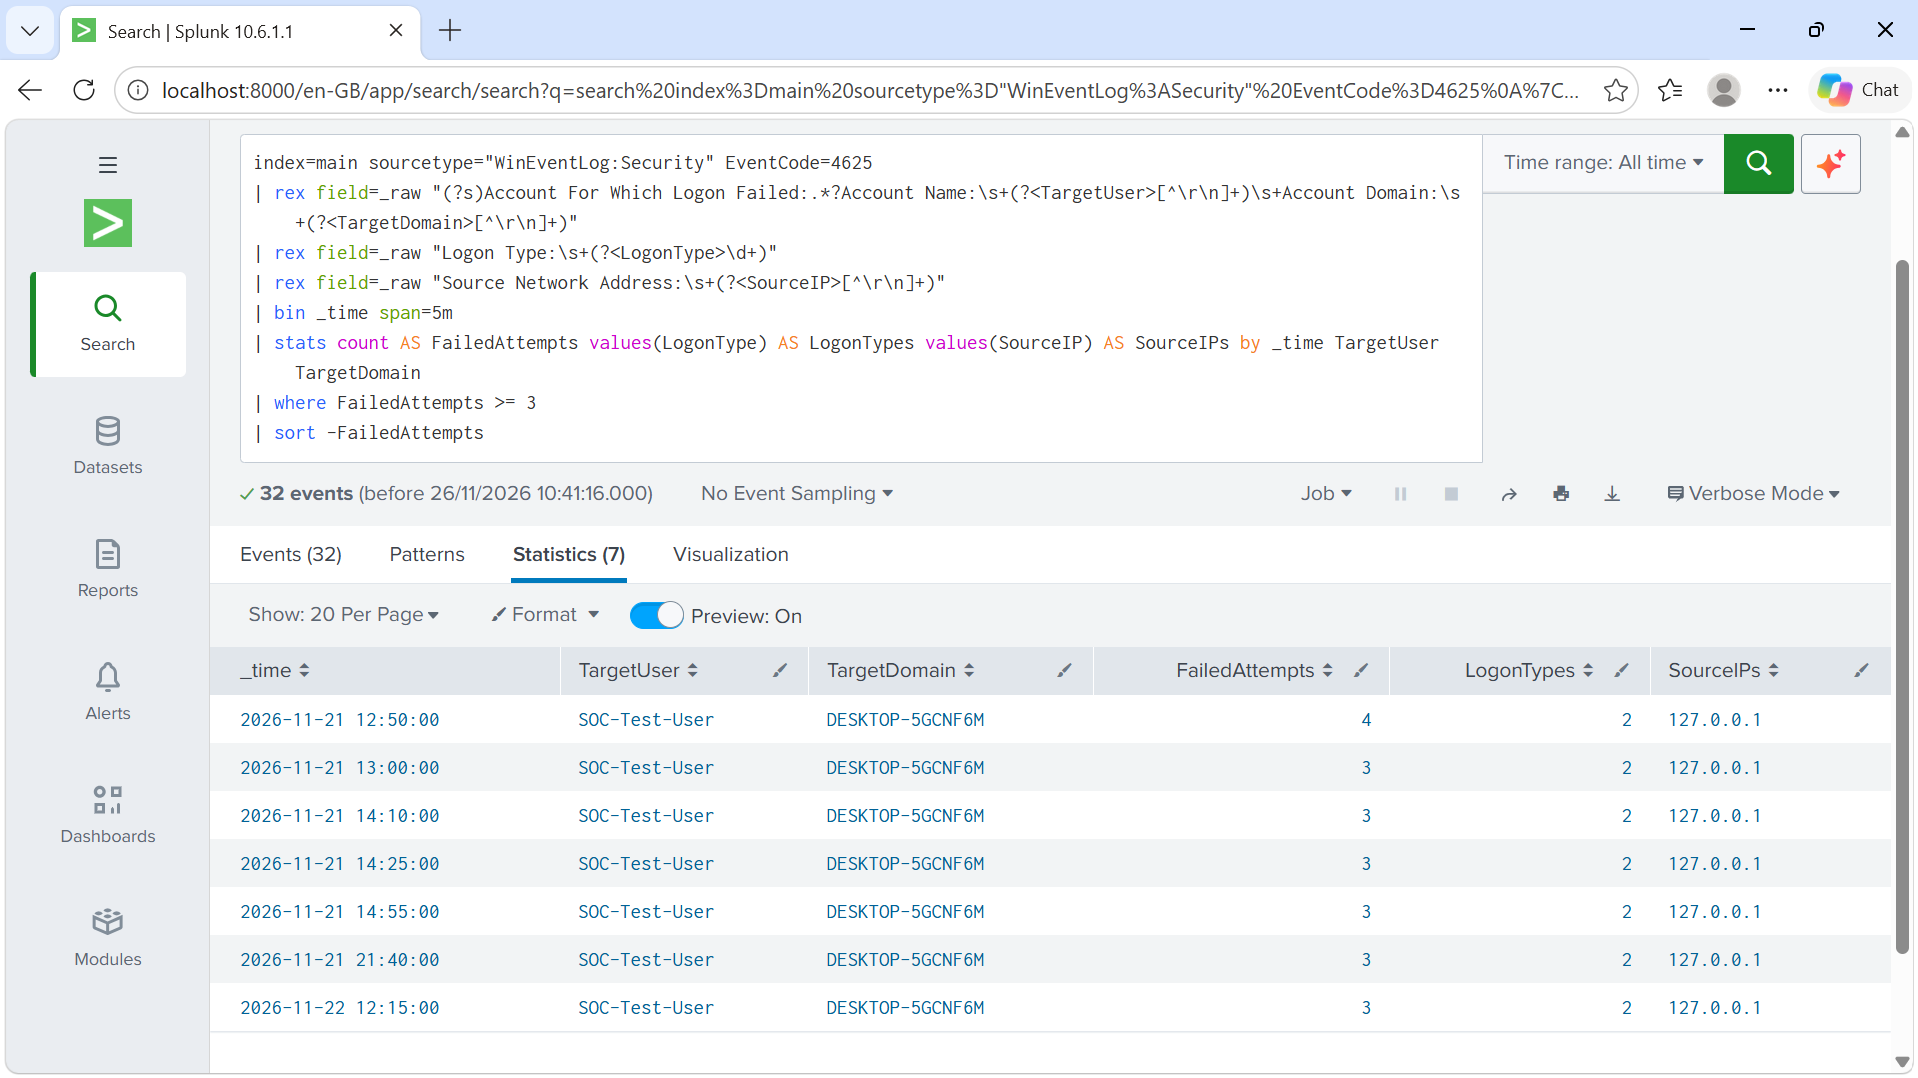 Search | Splunk 10.6.1.1
localhost:8000/en-GB/app/search/search?q=search%20index%3Dmain%20sourcetype%3D"WinEventLog%3ASecurity"%20EventCode%3D4625%0A%7C...
Chat
index=main sourcetype="WinEventLog:Security" EventCode=4625
| rex field=_raw "(?s)Account For Which Logon Failed:.*?Account Name:\s+(?<TargetUser>[^\r\n]+)\s+Account Domain:\s
+(?<TargetDomain>[^\r\n]+)"
| rex field=_raw "Logon Type:\s+(?<LogonType>\d+)"
| rex field=_raw "Source Network Address:\s+(?<SourceIP>[^\r\n]+)"
| bin _time span=5m
| stats count AS FailedAttempts values(LogonType) AS LogonTypes values(SourceIP) AS SourceIPs by _time TargetUser
TargetDomain
| where FailedAttempts >= 3
| sort -FailedAttempts
Time range: All time
Search
Datasets
Reports
Alerts
Dashboards
Modules
32 events (before 26/11/2026 10:41:16.000)
No Event Sampling
Job
Verbose Mode
Events (32) Patterns Statistics (7) Visualization
Show: 20 Per Page Format Preview: On
_time TargetUser TargetDomain FailedAttempts LogonTypes SourceIPs
2026-11-21 12:50:00 SOC-Test-User DESKTOP-5GCNF6M 4 2 127.0.0.1
2026-11-21 13:00:00 SOC-Test-User DESKTOP-5GCNF6M 3 2 127.0.0.1
2026-11-21 14:10:00 SOC-Test-User DESKTOP-5GCNF6M 3 2 127.0.0.1
2026-11-21 14:25:00 SOC-Test-User DESKTOP-5GCNF6M 3 2 127.0.0.1
2026-11-21 14:55:00 SOC-Test-User DESKTOP-5GCNF6M 3 2 127.0.0.1
2026-11-21 21:40:00 SOC-Test-User DESKTOP-5GCNF6M 3 2 127.0.0.1
2026-11-22 12:15:00 SOC-Test-User DESKTOP-5GCNF6M 3 2 127.0.0.1